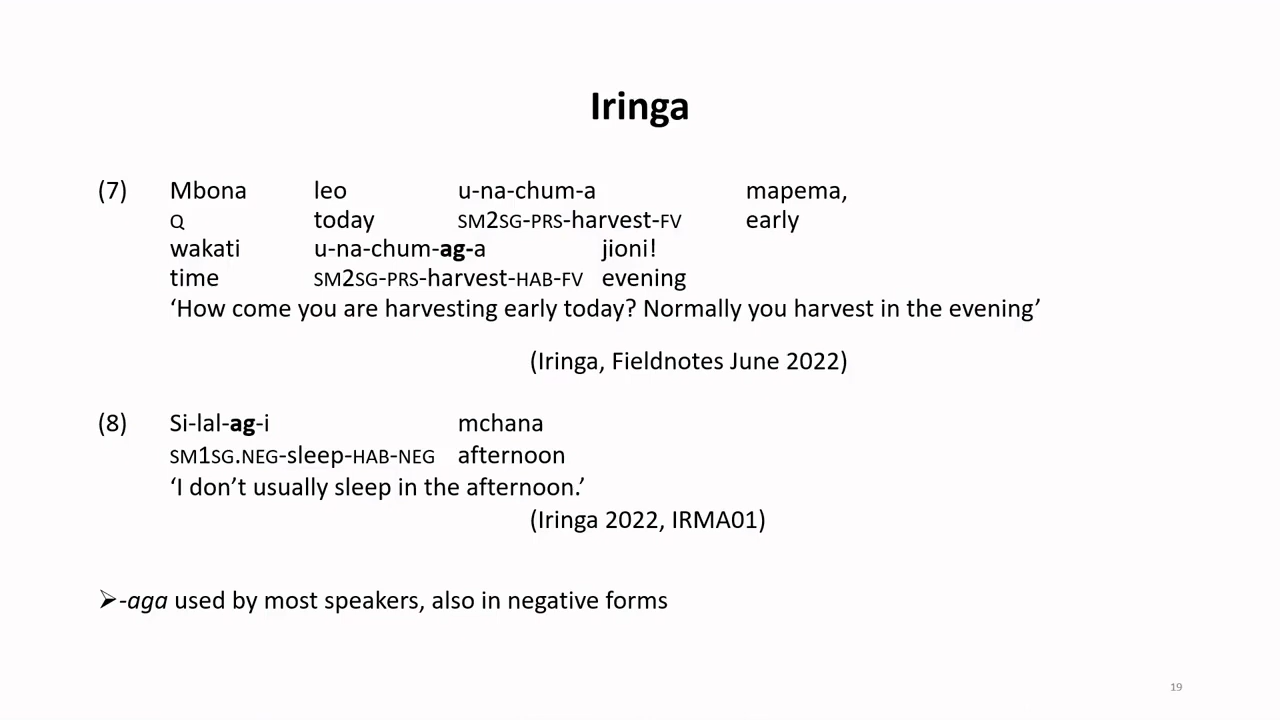 Iringa
(7) Mbona leo u-na-chum-a mapema,
Q today SM2SG-PRS-harvest-FV early
wakati u-na-chum-ag-a jioni!
time SM2SG-PRS-harvest-HAB-FV evening
‘How come you are harvesting early today? Normally you harvest in the evening’
(Iringa, Fieldnotes June 2022)
(8) Si-lal-ag-i mchana
SM1SG.NEG-sleep-HAB-NEG afternoon
‘I don’t usually sleep in the afternoon.’
(Iringa 2022, IRMA01)
➢-aga used by most speakers, also in negative forms
19